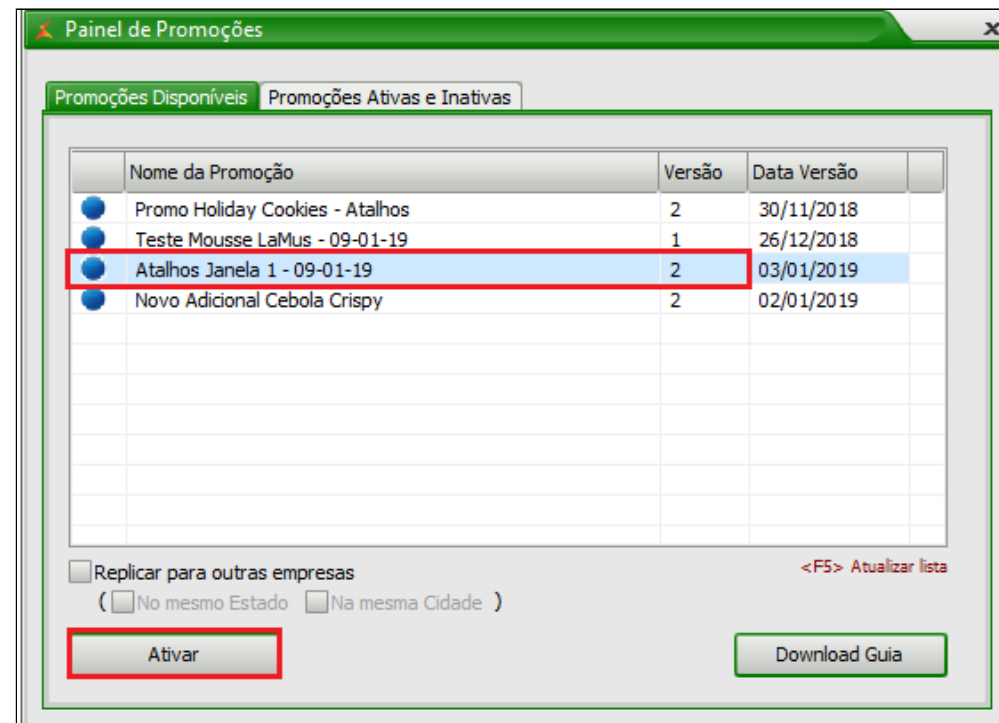 Painel de Promoções x
Promoções Disponíveis Promoções Ativas e Inativas
Nome da Promoção Versão Data Versão
Promo Holiday Cookies - Atalhos 2 30/11/2018
Teste Mousse LaMus - 09-01-19 1 26/12/2018
Atalhos Janela 1 - 09-01-19 2 03/01/2019
Novo Adicional Cebola Crispy 2 02/01/2019
Replicar para outras empresas <F5> Atualizar lista
( No mesmo Estado Na mesma Cidade )
Ativar Download Guia